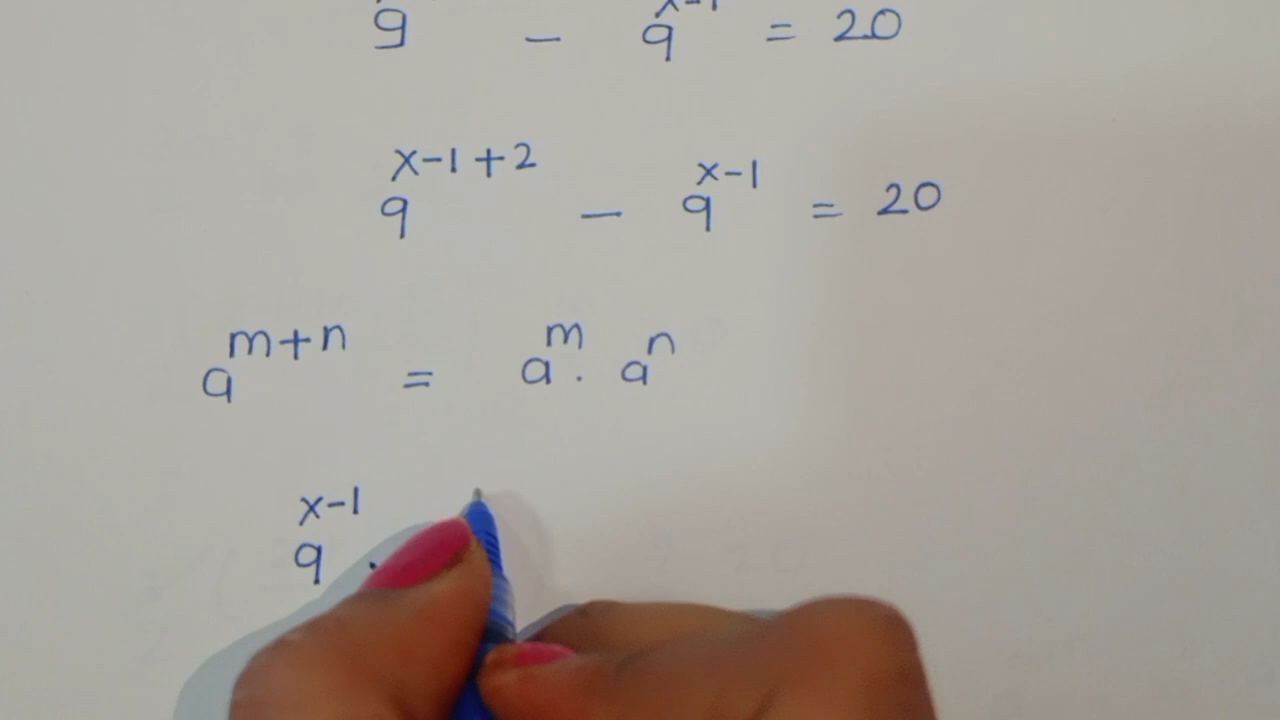 9 - 9^{x-1} = 20
9^{x-1+2} - 9^{x-1} = 20
a^{m+n} = a^m . a^n
9^{x-1} .